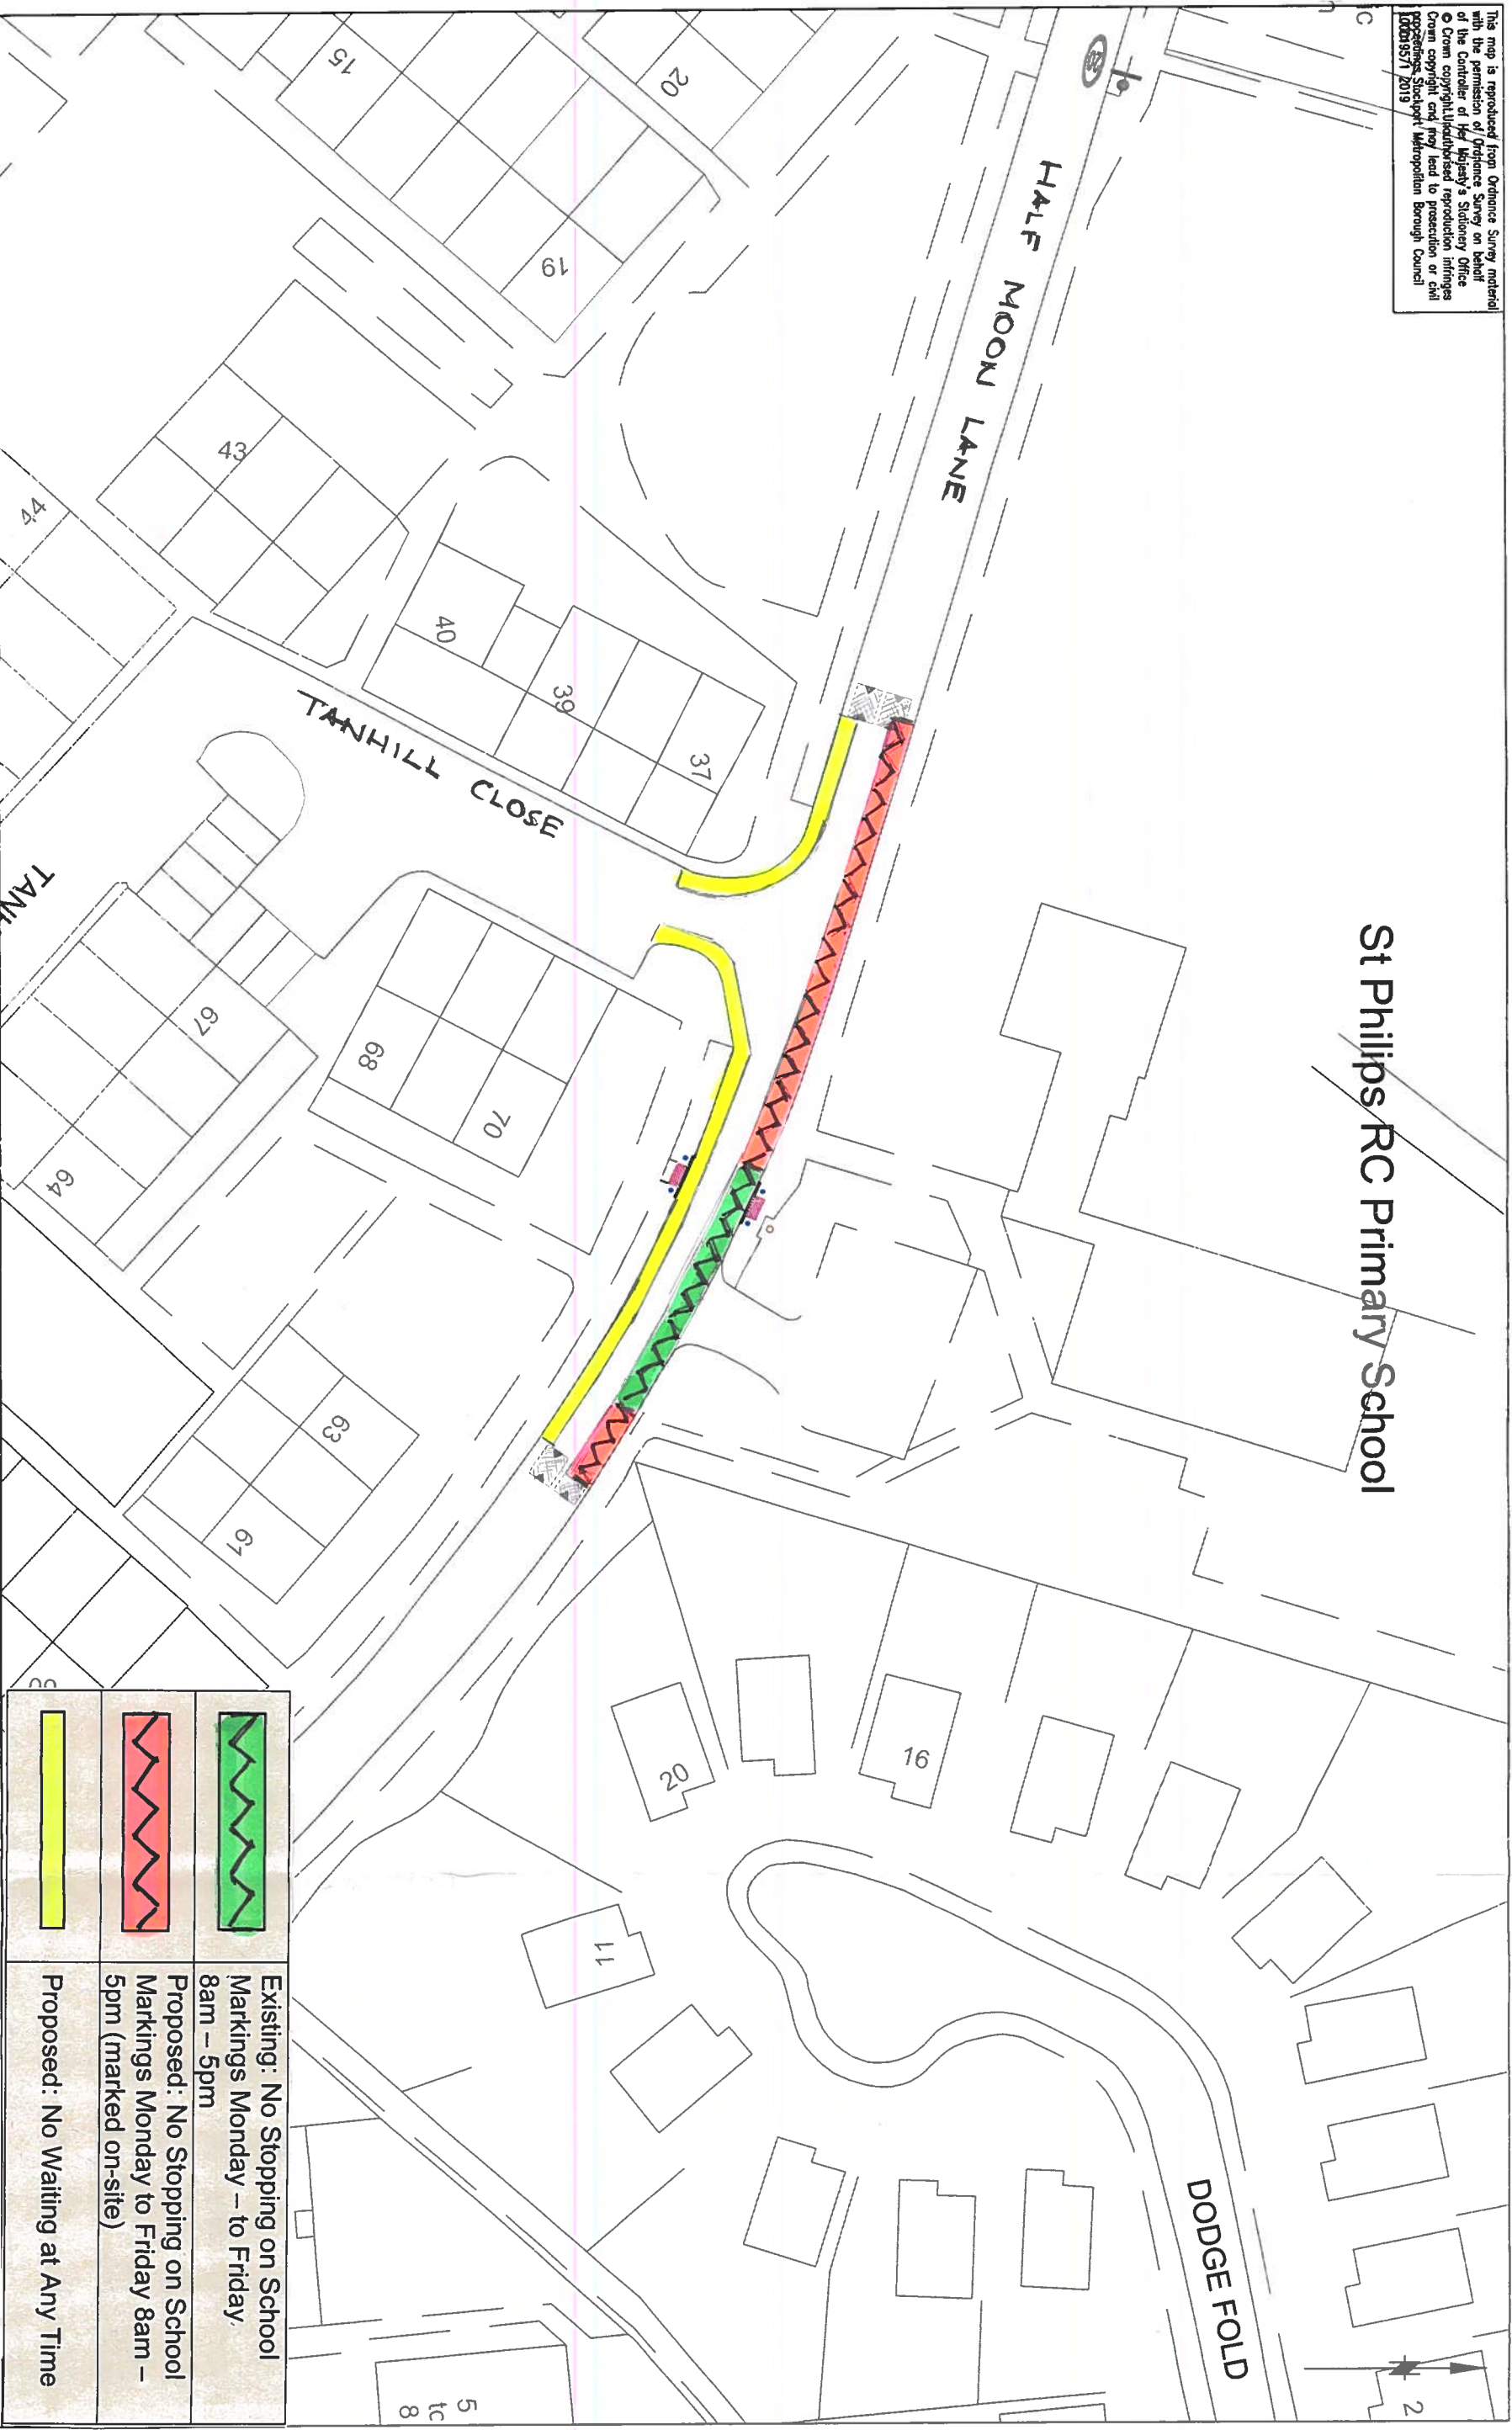 This map is reproduced from Ordnance Survey material
with the permission of Ordnance Survey on behalf
of the Controller of Her Majesty's Stationery Office
© Crown copyright. Unauthorised reproduction infringes
Crown copyright and may lead to prosecution or civil
proceedings. Stockport Metropolitan Borough Council
100019571 2019
St Philips RC Primary School
HALF MOON LANE
TANHILL CLOSE
DODGE FOLD
15
20
19
43
44
40
39
37
67
68
70
64
63
61
20
16
11
2
5
tc
8
Existing: No Stopping on School
Markings Monday – to Friday.
8am – 5pm
Proposed: No Stopping on School
Markings Monday to Friday 8am –
5pm (marked on-site)
Proposed: No Waiting at Any Time